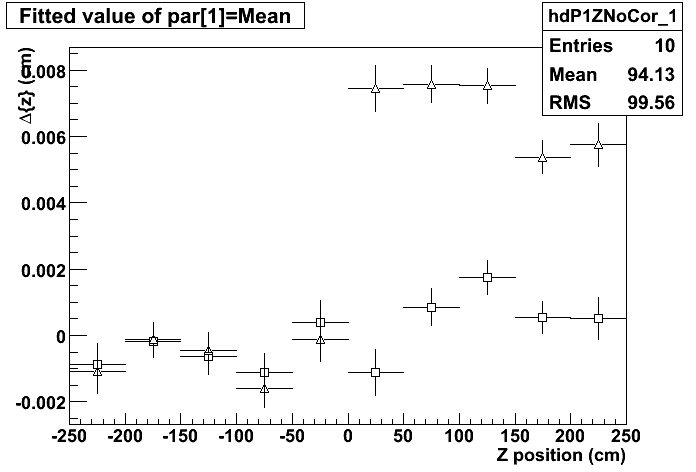 Fitted value of par[1]=Mean
hdP1ZNoCor_1
Entries 10
Mean 94.13
RMS 99.56
Δ{z} (cm)
0.008
0.006
0.004
0.002
0
-0.002
-250 -200 -150 -100 -50 0 50 100 150 200 250
Z position (cm)